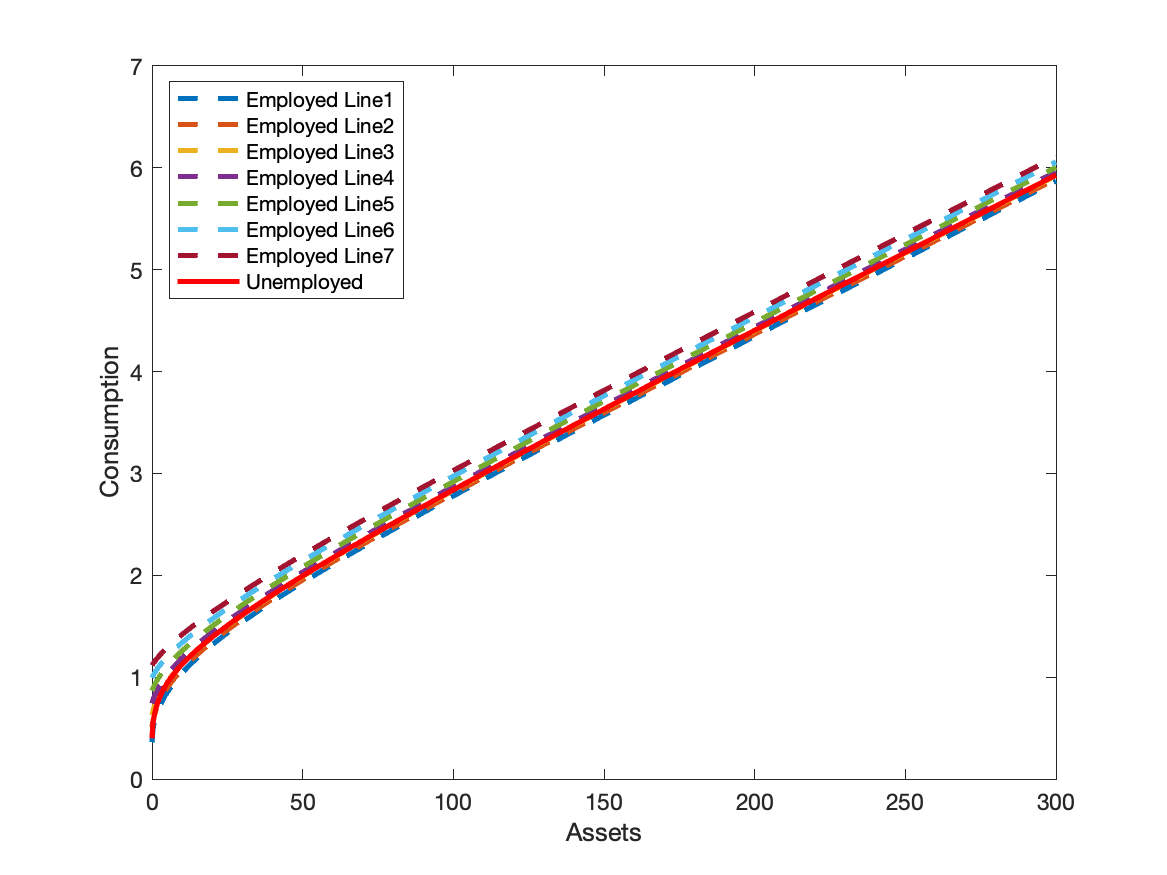 7
6
5
4
3
2
1
0
Consumption
Employed Line1
Employed Line2
Employed Line3
Employed Line4
Employed Line5
Employed Line6
Employed Line7
Unemployed
0 50 100 150 200 250 300
Assets